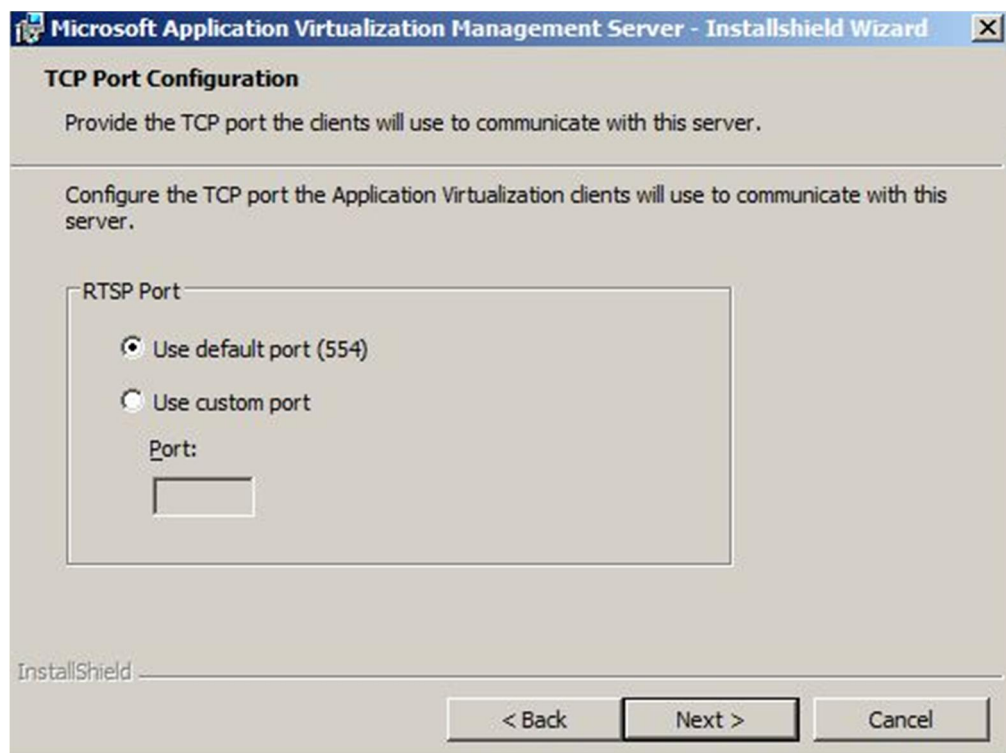 Microsoft Application Virtualization Management Server - Installshield Wizard
TCP Port Configuration
Provide the TCP port the clients will use to communicate with this server.
Configure the TCP port the Application Virtualization clients will use to communicate with this
server.
RTSP Port
Use default port (554)
Use custom port
Port:
InstallShield
< Back
Next >
Cancel